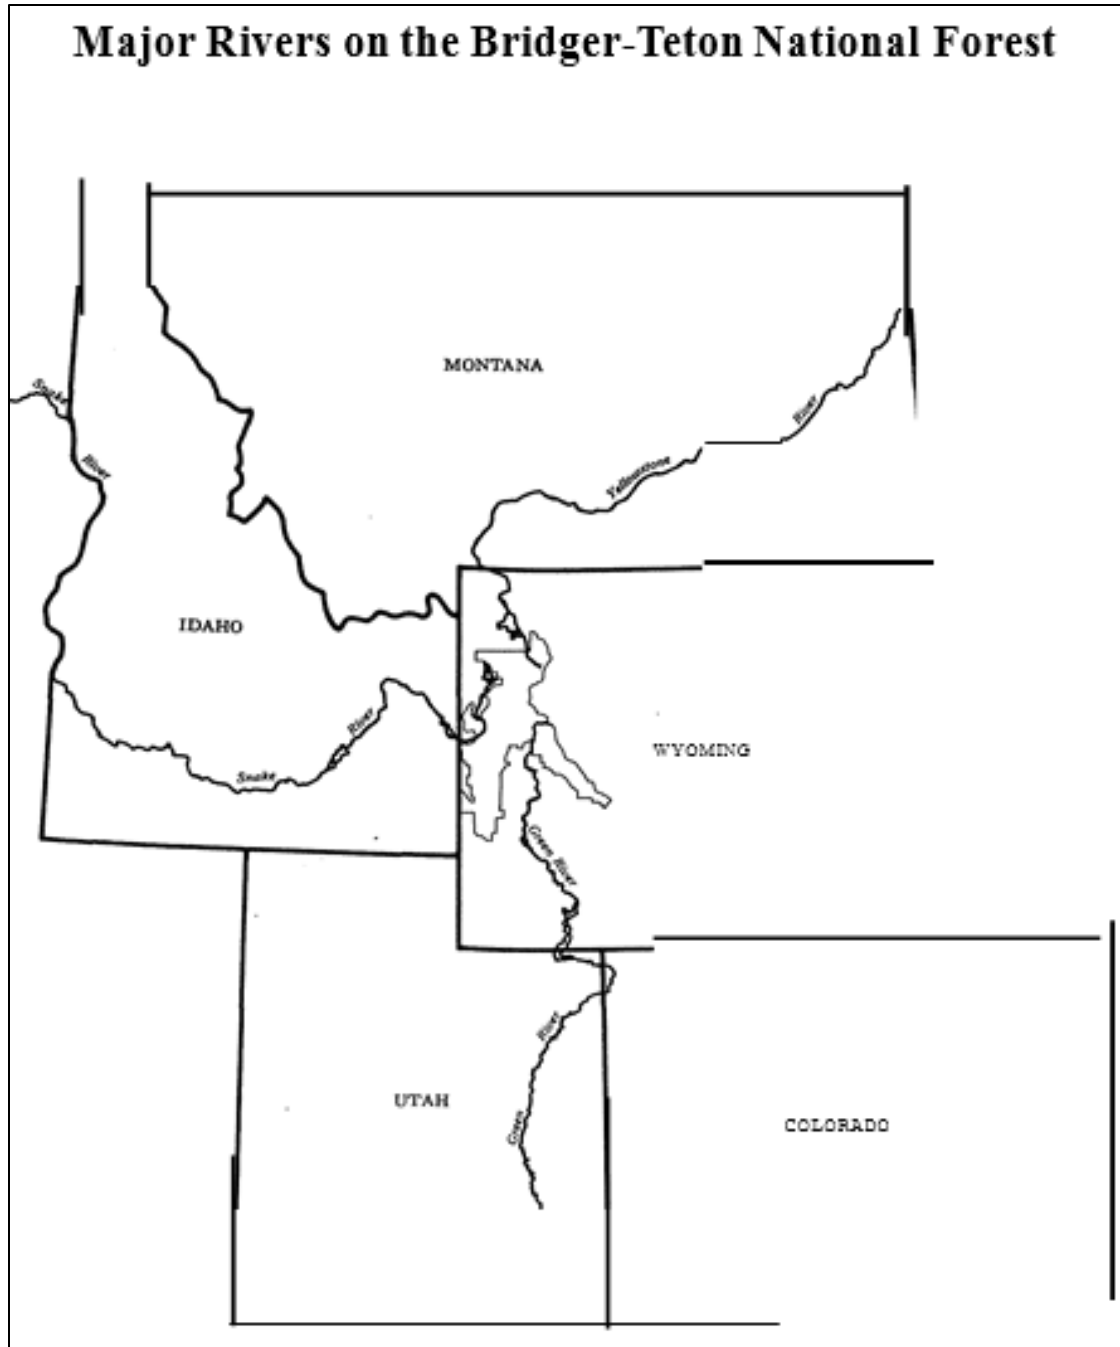 Major Rivers on the Bridger-Teton National Forest
MONTANA
Snake
River
River
Yellowstone
IDAHO
River
Snake
WYOMING
Green River
River
Green
UTAH
COLORADO